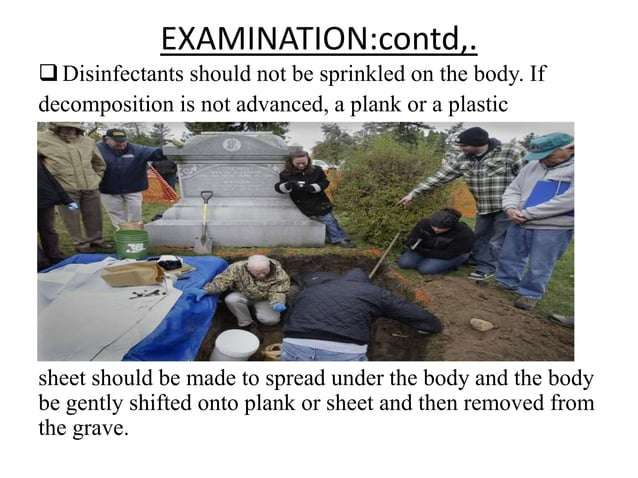 EXAMINATION:contd,.
❑ Disinfectants should not be sprinkled on the body. If
decomposition is not advanced, a plank or a plastic
sheet should be made to spread under the body and the body
be gently shifted onto plank or sheet and then removed from
the grave.